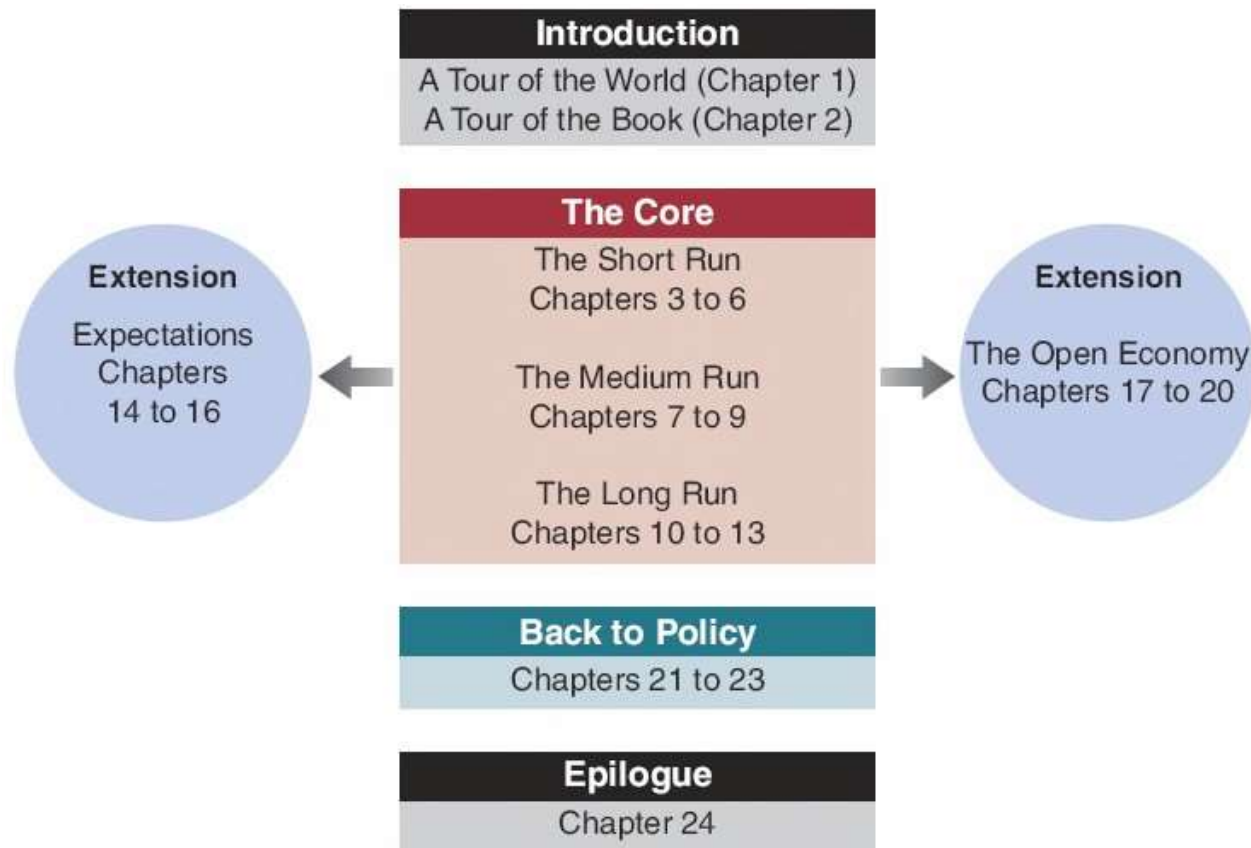 Introduction
A Tour of the World (Chapter 1)
A Tour of the Book (Chapter 2)
The Core
The Short Run
Chapters 3 to 6
The Medium Run
Chapters 7 to 9
The Long Run
Chapters 10 to 13
Extension
Expectations
Chapters
14 to 16
Extension
The Open Economy
Chapters 17 to 20
Back to Policy
Chapters 21 to 23
Epilogue
Chapter 24